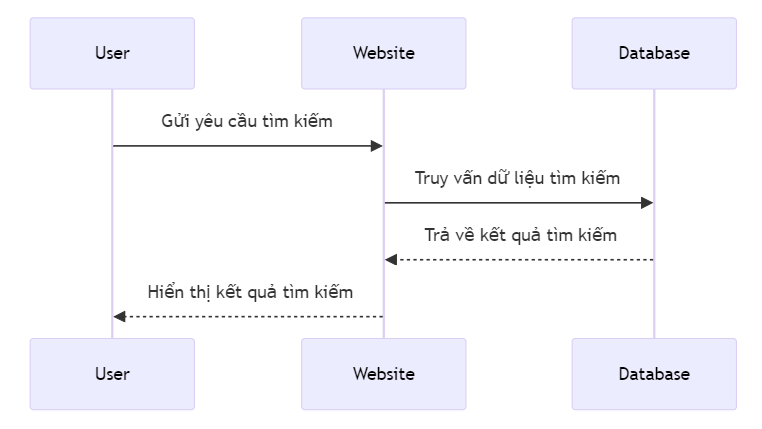 User
Website
Database
Gửi yêu cầu tìm kiếm
Truy vấn dữ liệu tìm kiếm
Trả về kết quả tìm kiếm
Hiển thị kết quả tìm kiếm
User
Website
Database